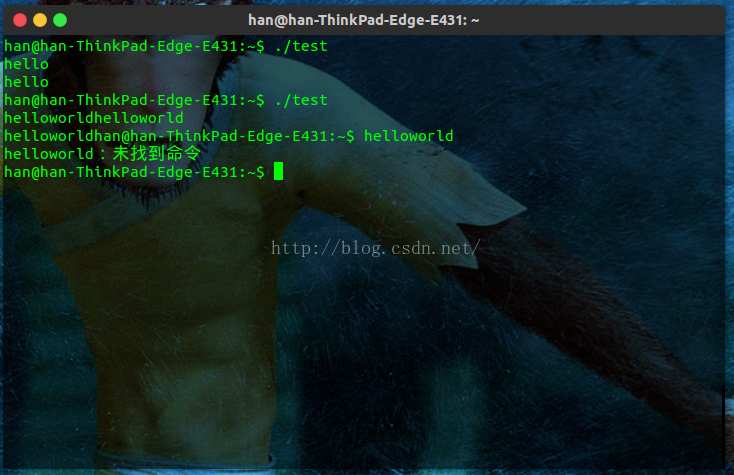 han@han-ThinkPad-Edge-E431: ~
han@han-ThinkPad-Edge-E431:~$ ./test
hello
hello
han@han-ThinkPad-Edge-E431:~$ ./test
helloworldhelloworld
helloworldhan@han-ThinkPad-Edge-E431:~$ helloworld
helloworld：未找到命令
han@han-ThinkPad-Edge-E431:~$
http://blog.csdn.net/